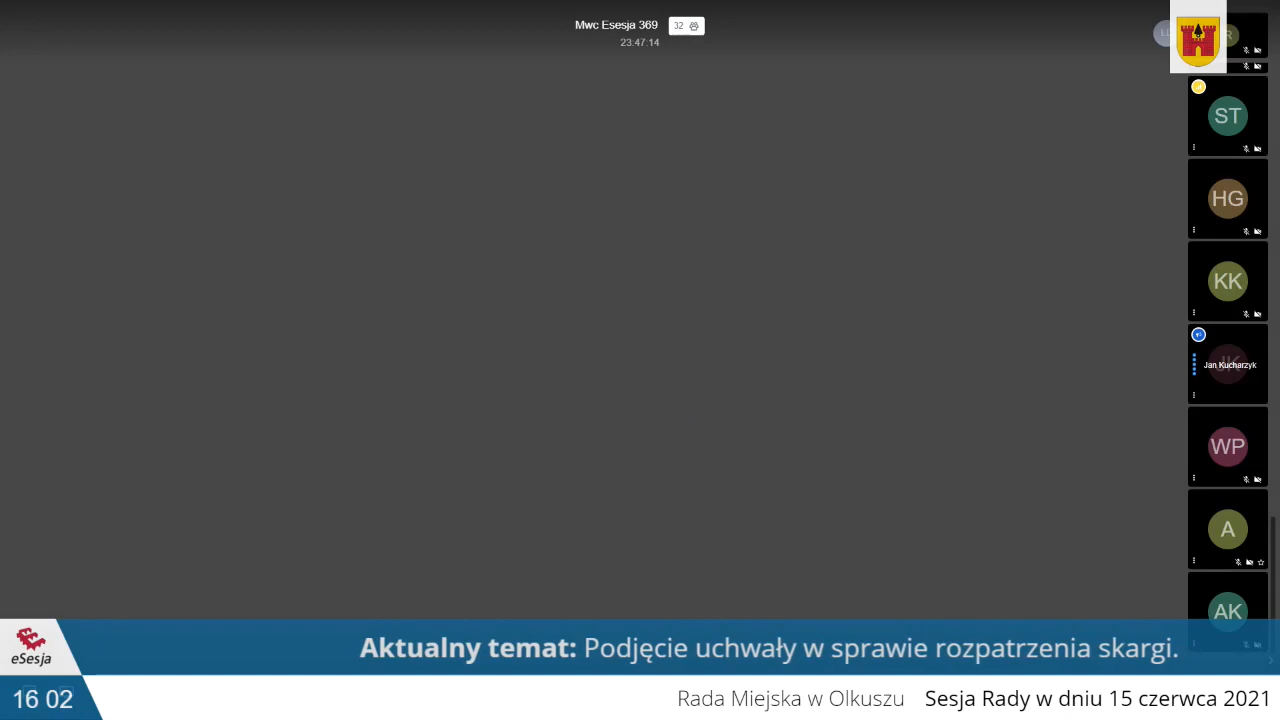 Mwc Esesja 369
32
23:47:14
LL
R
ST
HG
KK
Jan Kucharzyk
WP
A
AK
eSesja
Aktualny temat: Podjęcie uchwały w sprawie rozpatrzenia skargi.
16 02
Rada Miejska w Olkuszu Sesja Rady w dniu 15 czerwca 2021